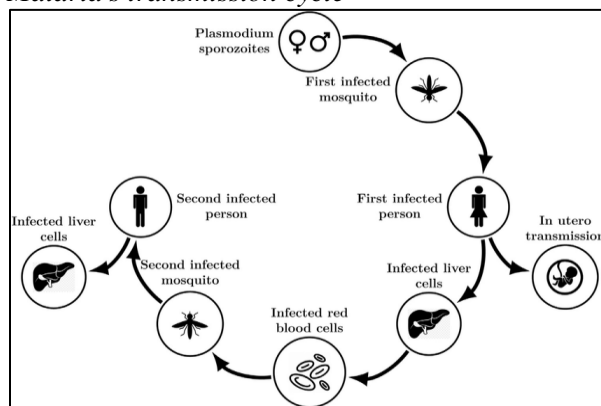 Malaria's transmission cycle
Plasmodium
sporozoites
First infected
mosquito
Second infected
person
First infected
person
Infected liver
cells
In utero
transmission
Second infected
mosquito
Infected liver
cells
Infected red
blood cells